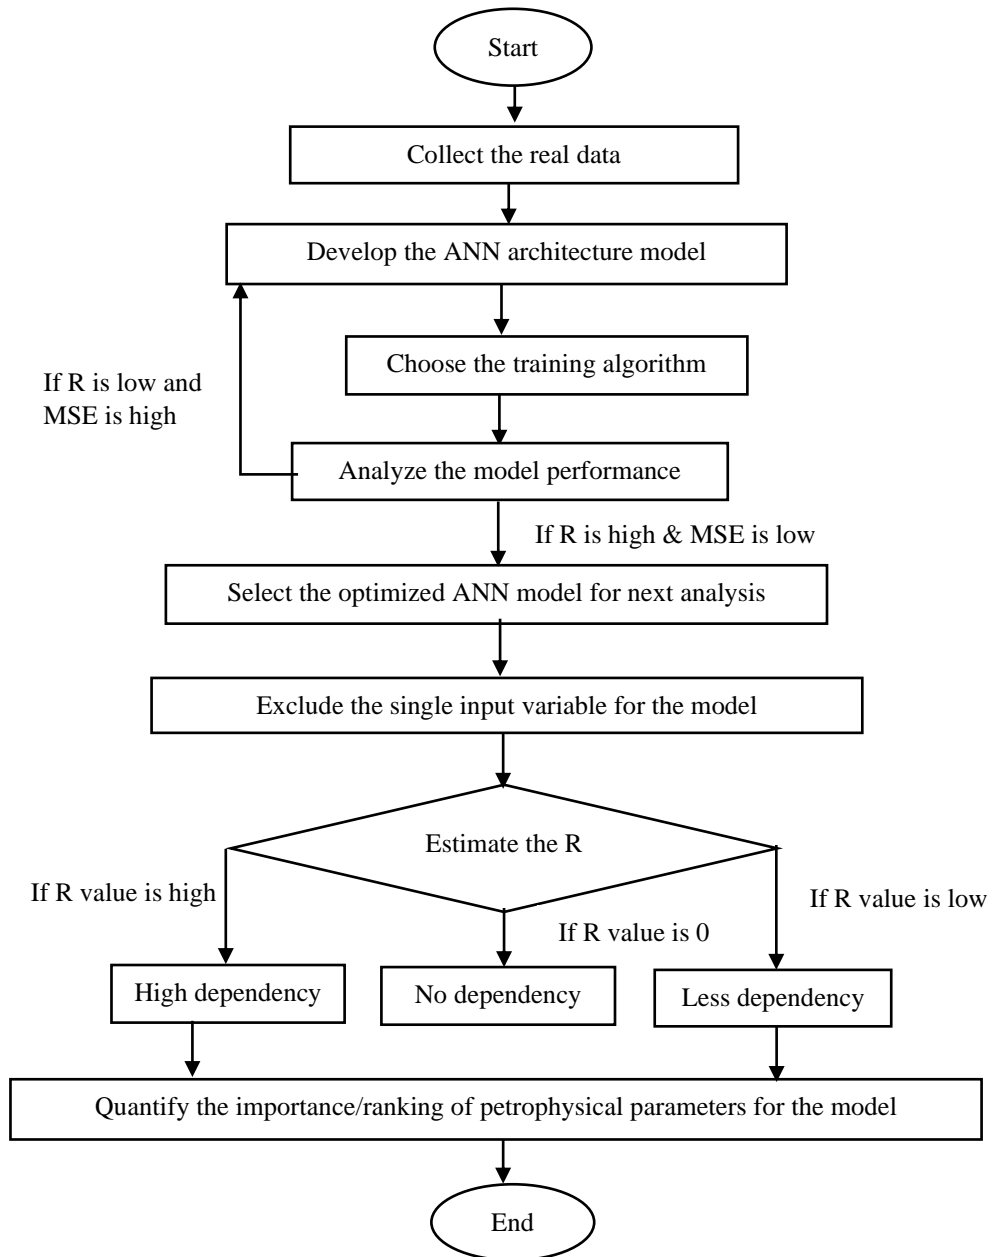 Start
Collect the real data
Develop the ANN architecture model
Choose the training algorithm
If R is low and
MSE is high
Analyze the model performance
If R is high & MSE is low
Select the optimized ANN model for next analysis
Exclude the single input variable for the model
Estimate the R
If R value is high
If R value is 0
If R value is low
High dependency
No dependency
Less dependency
Quantify the importance/ranking of petrophysical parameters for the model
End